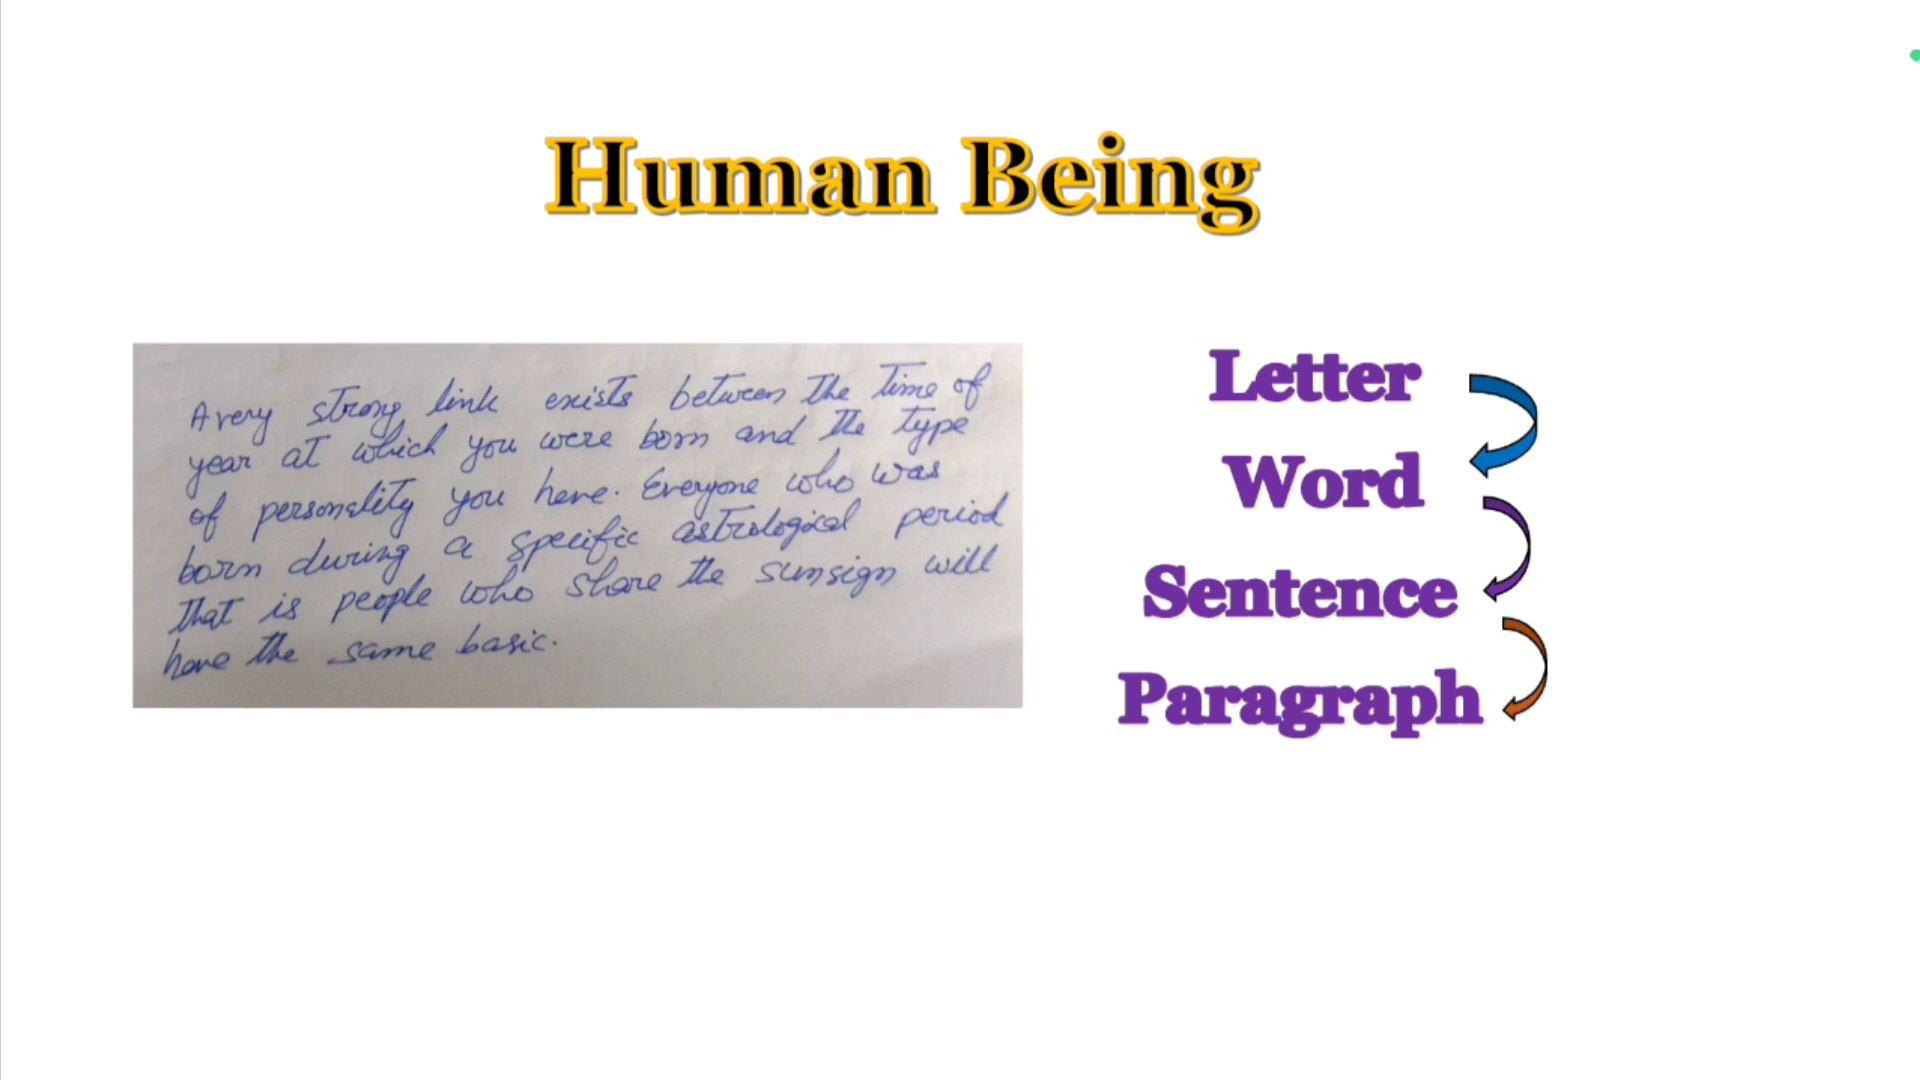 Human Being
A very strong link exists between the time of
year at which you were born and the type
of personality you have. Everyone who was
born during a specific astrological period
that is people who share the sunsign will
have the same basic.
Letter
Word
Sentence
Paragraph